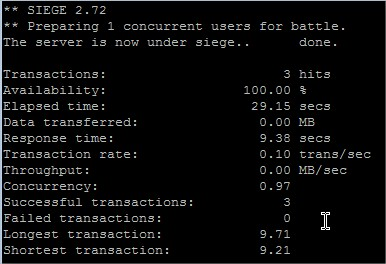 ** SIEGE 2.72
** Preparing 1 concurrent users for battle.
The server is now under siege..      done.
Transactions:                      3 hits
Availability:                 100.00 %
Elapsed time:                  29.15 secs
Data transferred:               0.00 MB
Response time:                  9.38 secs
Transaction rate:               0.10 trans/sec
Throughput:                     0.00 MB/sec
Concurrency:                    0.97
Successful transactions:           3
Failed transactions:               0
Longest transaction:            9.71
Shortest transaction:           9.21